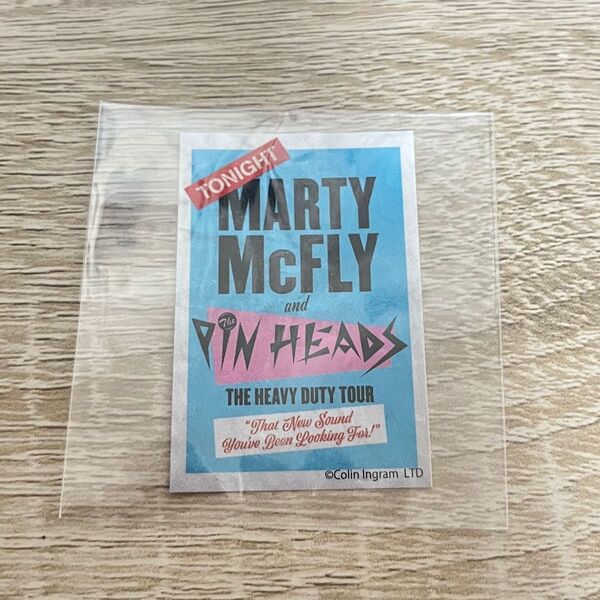 TONIGHT
MARTY
McFLY
and
The
PiN HEADS
THE HEAVY DUTY TOUR
"That New Sound
You've Been Looking For!"
©Colin Ingram LTD